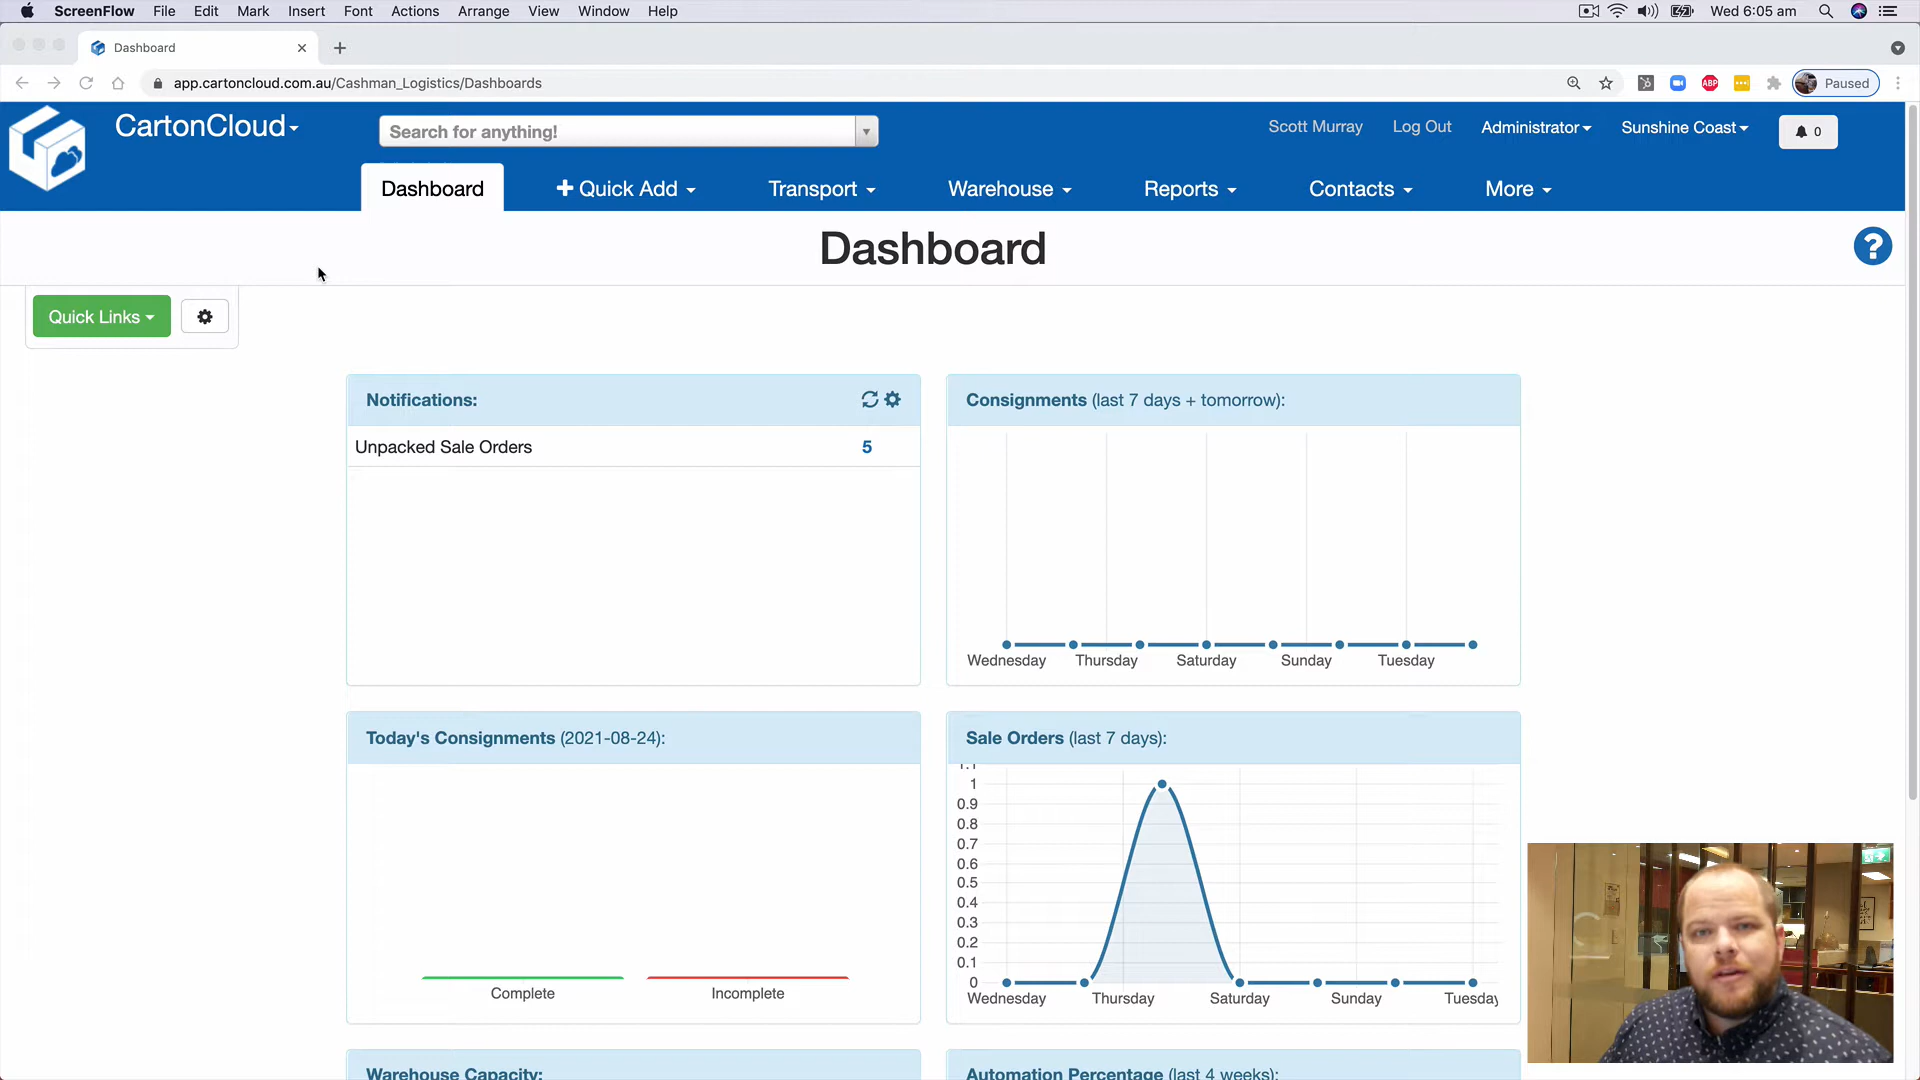 ScreenFlow File Edit Mark Insert Font Actions Arrange View Window Help
Wed 6:05 am
Dashboard
app.cartoncloud.com.au/Cashman_Logistics/Dashboards
ABP
Paused
CartonCloud
Search for anything!
Scott Murray Log Out Administrator Sunshine Coast 0
Dashboard Quick Add Transport Warehouse Reports Contacts More
Dashboard
?
Quick Links
Notifications:
Unpacked Sale Orders 5
Consignments (last 7 days + tomorrow):
Wednesday Thursday Saturday Sunday Tuesday
Today's Consignments (2021-08-24):
Complete Incomplete
Sale Orders (last 7 days):
1.1
1
0.9
0.8
0.7
0.6
0.5
0.4
0.3
0.2
0.1
0
Wednesday Thursday Saturday Sunday Tuesday
Warehouse Capacity:
Automation Percentage (last 4 weeks):